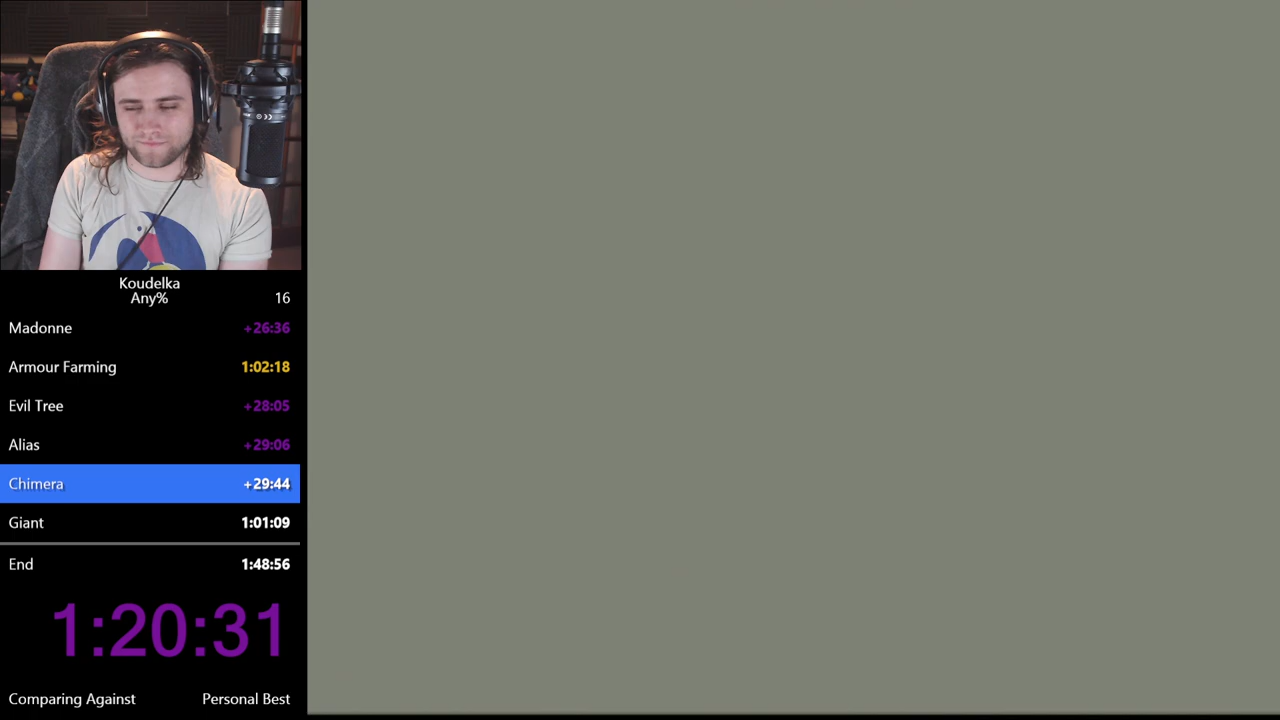 Koudelka
Any% 16
Madonne +26:36
Armour Farming 1:02:18
Evil Tree +28:05
Alias +29:06
Chimera +29:44
Giant 1:01:09
End 1:48:56
1:20:31
Comparing Against Personal Best